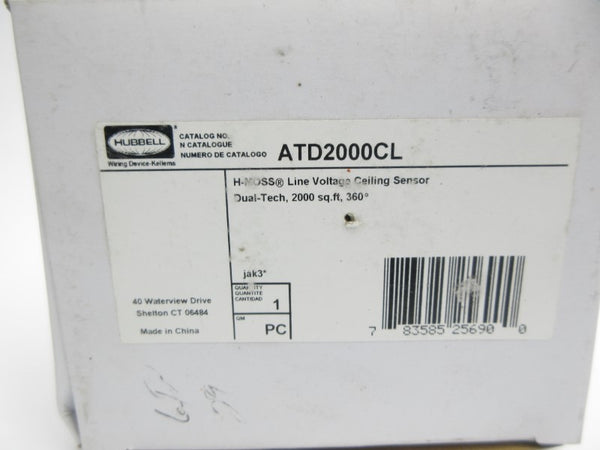 HUBBELL
Wiring Device-Kellems
CATALOG NO.
N CATALOGUE
NUMERO DE CATALOGO
ATD2000CL
H-MOSS® Line Voltage Ceiling Sensor
Dual-Tech, 2000 sq.ft, 360°
jak3*
QUANTITY
QUANTITE
CANTIDAD
1
UM
PC
40 Waterview Drive
Shelton CT 06484
Made in China
7 83585 25690 0